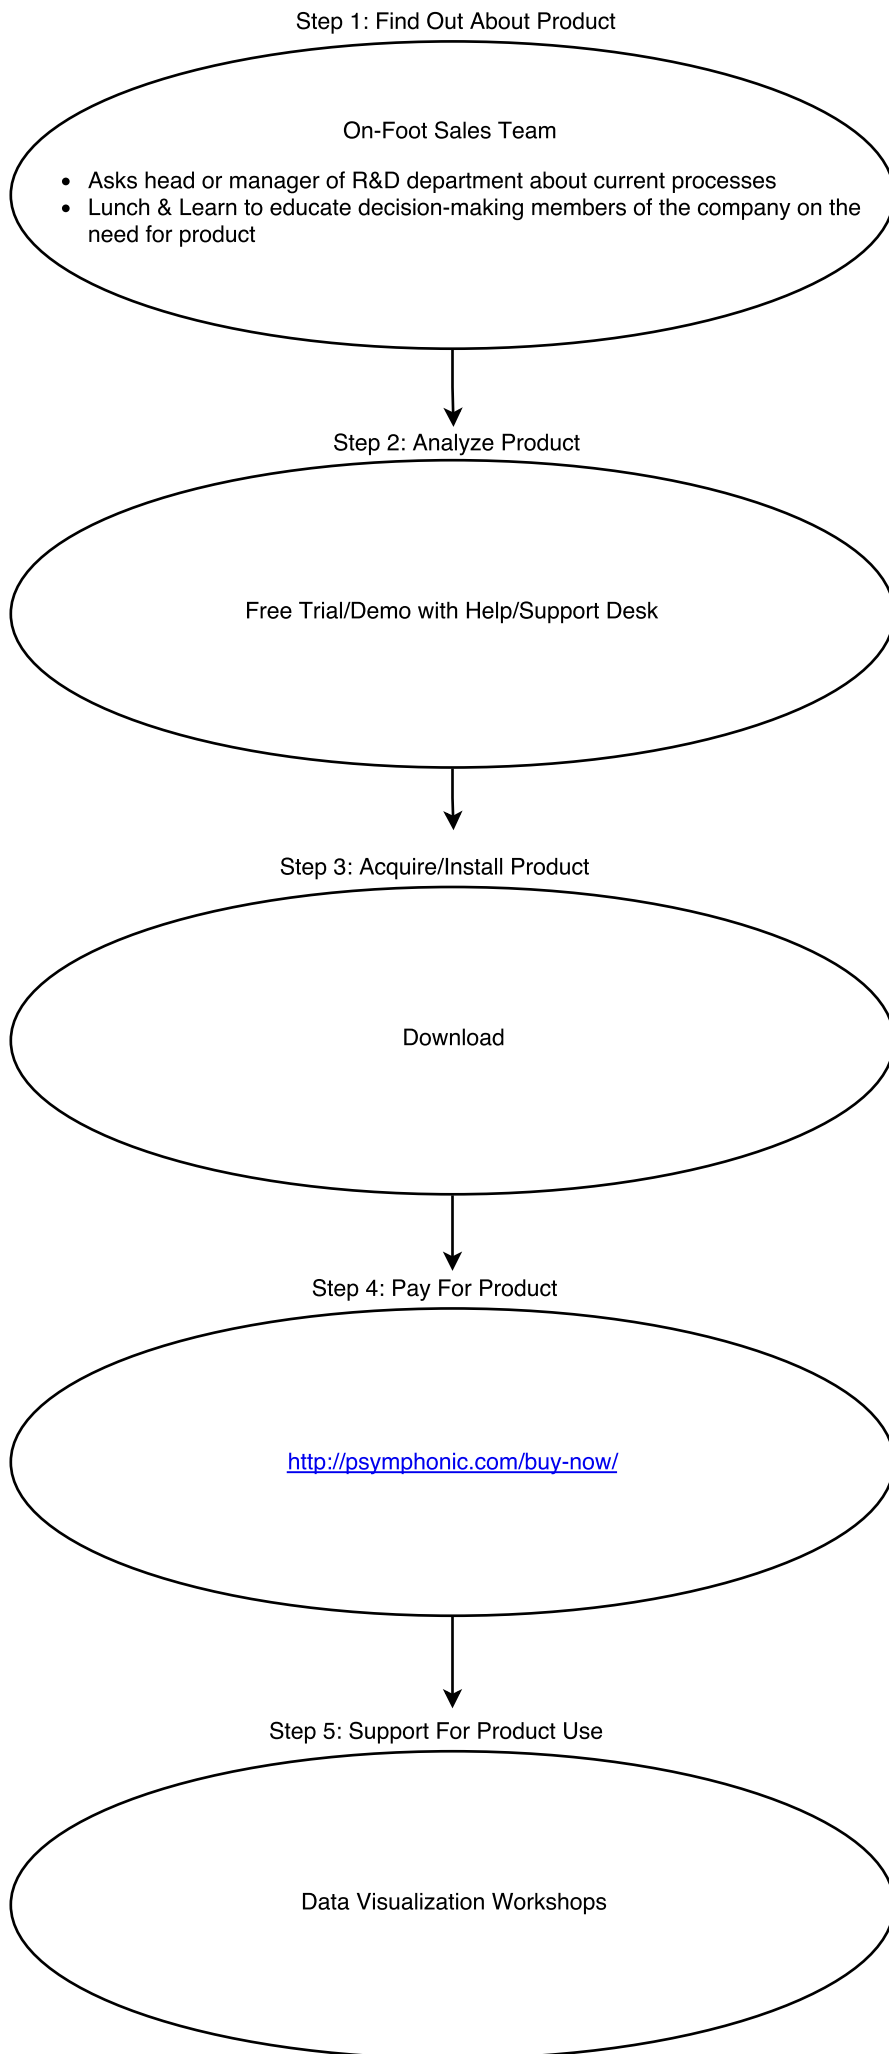 Step 1: Find Out About Product
On-Foot Sales Team
• Asks head or manager of R&D department about current processes
• Lunch & Learn to educate decision-making members of the company on the
need for product
Step 2: Analyze Product
Free Trial/Demo with Help/Support Desk
Step 3: Acquire/Install Product
Download
Step 4: Pay For Product
http://psymphonic.com/buy-now/
Step 5: Support For Product Use
Data Visualization Workshops